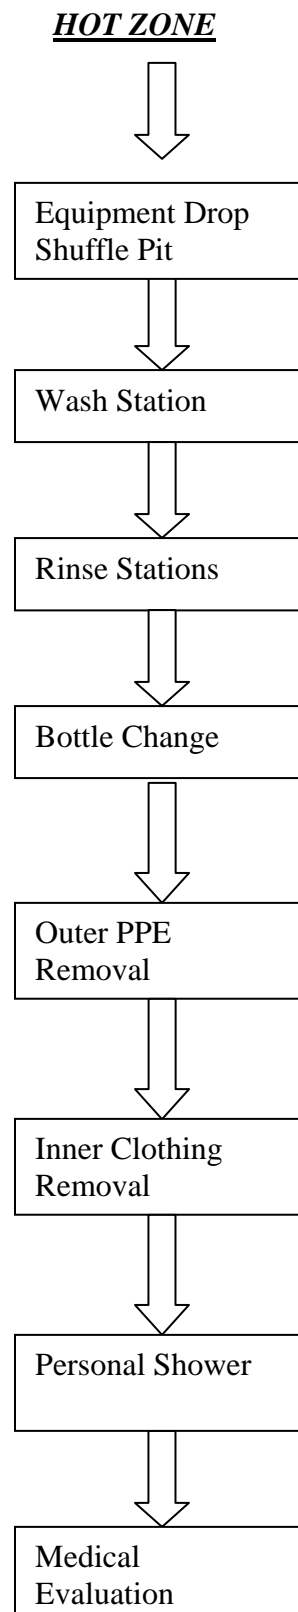 HOT ZONE
Equipment Drop
Shuffle Pit
Wash Station
Rinse Stations
Bottle Change
Outer PPE
Removal
Inner Clothing
Removal
Personal Shower
Medical
Evaluation